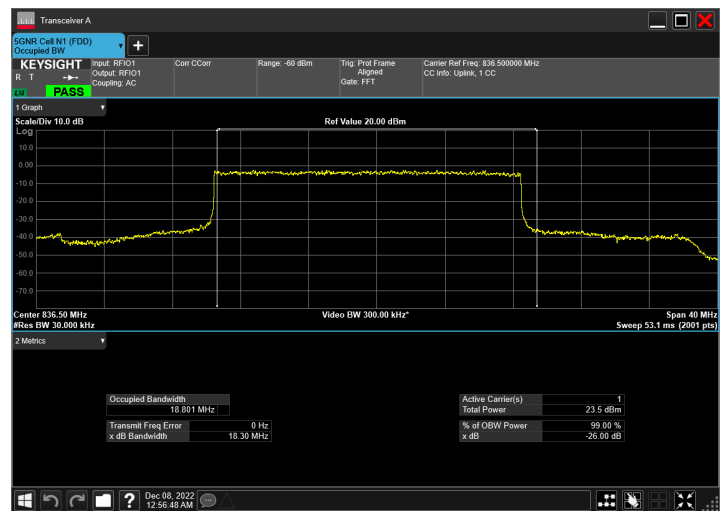 Transceiver A
5GNR Cell N1 (FDD)
Occupied BW
KEYSIGHT
R T
LXI
PASS
Input: RFIO1
Output: RFIO1
Coupling: AC
Corr CCorr
Range: -60 dBm
Trig: Prot Frame
Aligned
Gate: FFT
Carrier Ref Freq: 836.500000 MHz
CC Info: Uplink, 1 CC
1 Graph
Scale/Div 10.0 dB
Ref Value 20.00 dBm
Log
10.0
0.00
-10.0
-20.0
-30.0
-40.0
-50.0
-60.0
-70.0
Center 836.50 MHz
Video BW 300.00 kHz*
Span 40 MHz
#Res BW 30.000 kHz
Sweep 53.1 ms (2001 pts)
2 Metrics
Occupied Bandwidth
18.801 MHz
Transmit Freq Error 0 Hz
x dB Bandwidth 18.30 MHz
Active Carrier(s) 1
Total Power 23.5 dBm
% of OBW Power 99.00 %
x dB -26.00 dB
?
Dec 08, 2022
12:56:48 AM